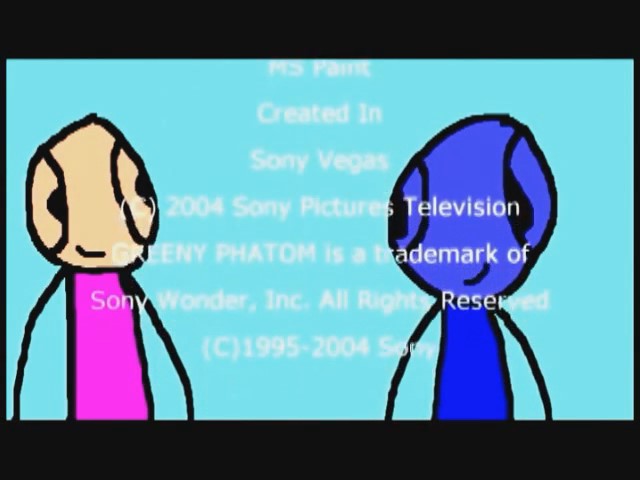 MS Paint
Created In
Sony Vegas
(C) 2004 Sony Pictures Television
GREENY PHATOM is a trademark of
Sony Wonder, Inc. All Rights Reserved
(C)1995-2004 Sony